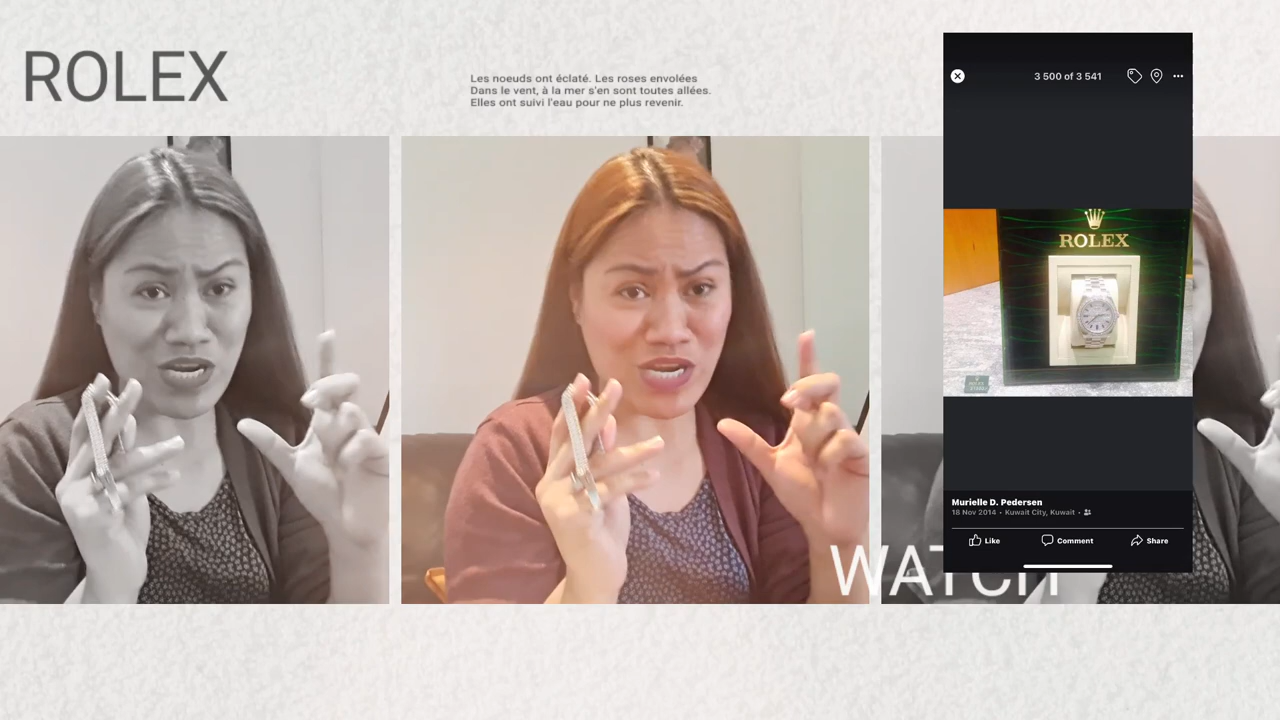 ROLEX
Les noeuds ont éclaté. Les roses envolées
Dans le vent, à la mer s'en sont toutes allées.
Elles ont suivi l'eau pour ne plus revenir.
3 500 of 3 541
ROLEX
Murielle D. Pedersen
18 Nov 2014 • Kuwait City, Kuwait •
Like
Comment
Share
WATCH